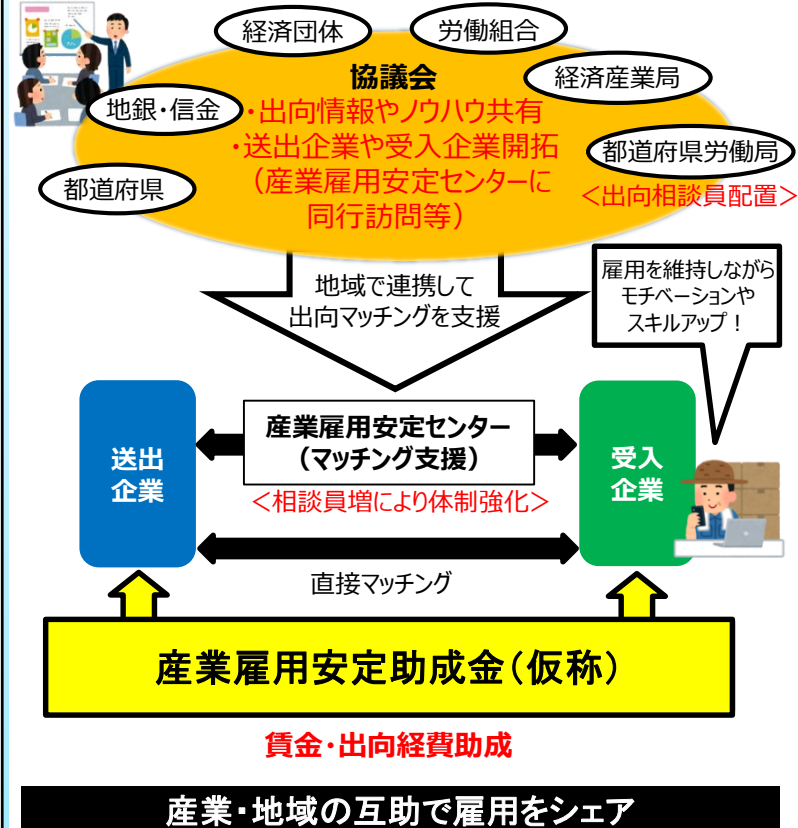 経済団体
労働組合
協議会
経済産業局
地銀・信金
・出向情報やノウハウ共有
・送出企業や受入企業開拓
（産業雇用安定センターに
同行訪問等）
都道府県労働局
＜出向相談員配置＞
都道府県
地域で連携して
出向マッチングを支援
雇用を維持しながら
モチベーションや
スキルアップ！
送出
企業
産業雇用安定センター
（マッチング支援）
＜相談員増により体制強化＞
受入
企業
直接マッチング
産業雇用安定助成金（仮称）
賃金・出向経費助成
産業・地域の互助で雇用をシェア